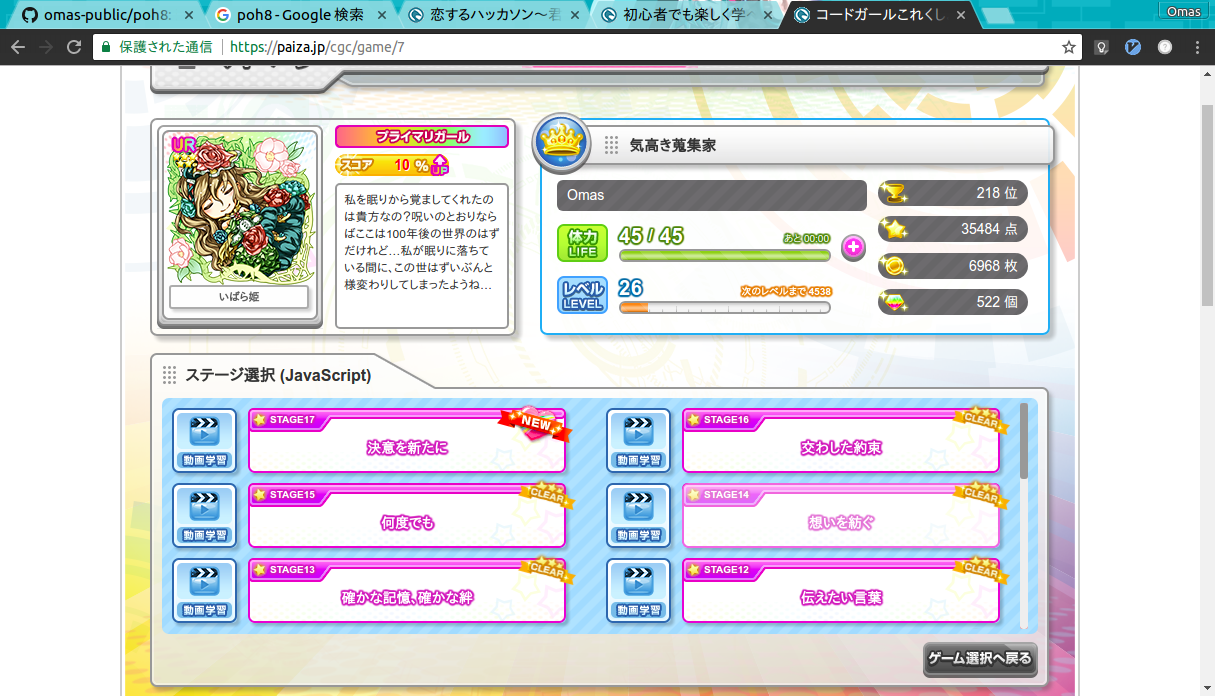 omas-public/poh8:
poh8 - Google 検索
恋するハッカソン～君
初心者でも楽しく学べ
コードガールこれくし
Omas
保護された通信
https://paiza.jp/cgc/game/7
UR
プライマリガール
スコア 10 % UP
私を眠りから覚ましてくれたの
は貴方なの?呪いのとおりなら
ばここは100年後の世界のはず
だけれど…私が眠りに落ちて
いる間に、この世はずいぶんと
様変わりしてしまったようね…
いばら姫
気高き蒐集家
Omas
218 位
体力 LIFE
45 / 45
あと 00:00
35484 点
6968 枚
レベル LEVEL
26
次のレベルまで 4538
522 個
ステージ選択 (JavaScript)
動画学習
STAGE17
NEW
決意を新たに
動画学習
STAGE16
CLEAR
交わした約束
動画学習
STAGE15
CLEAR
何度でも
動画学習
STAGE14
CLEAR
想いを紡ぐ
動画学習
STAGE13
CLEAR
確かな記憶、確かな絆
動画学習
STAGE12
CLEAR
伝えたい言葉
ゲーム選択へ戻る